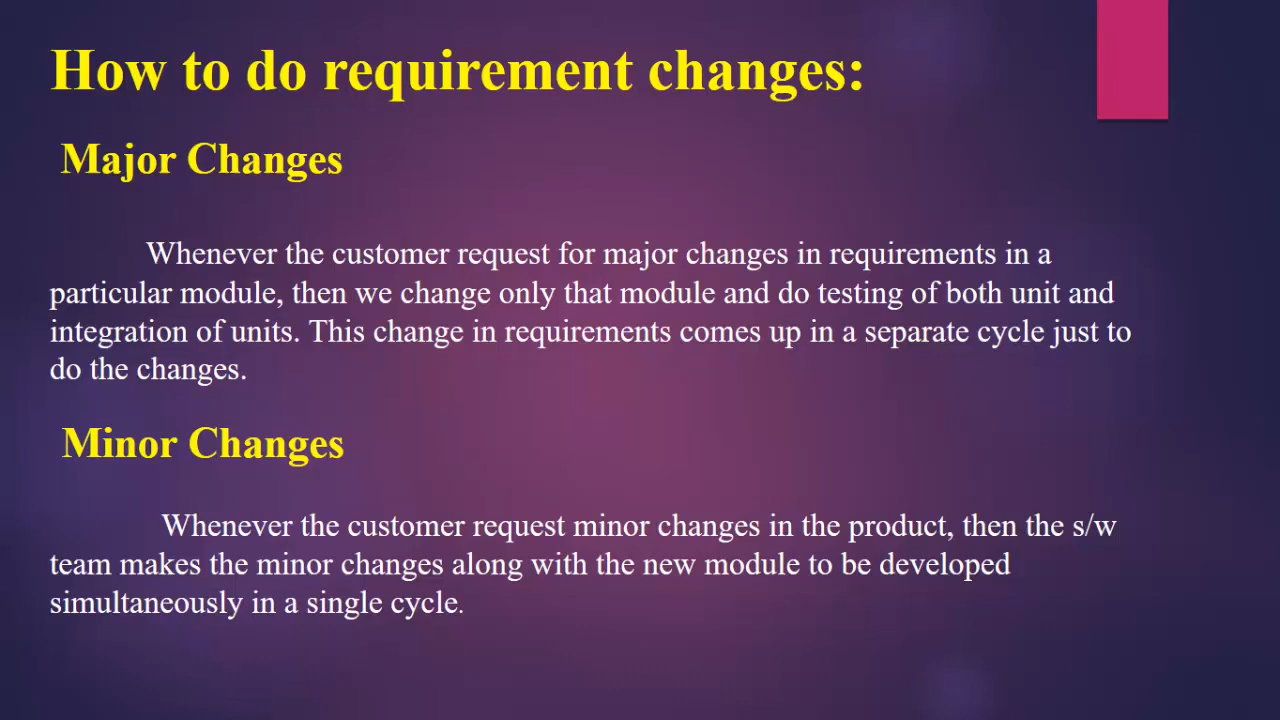 How to do requirement changes:
Major Changes
Whenever the customer request for major changes in requirements in a
particular module, then we change only that module and do testing of both unit and
integration of units. This change in requirements comes up in a separate cycle just to
do the changes.
Minor Changes
Whenever the customer request minor changes in the product, then the s/w
team makes the minor changes along with the new module to be developed
simultaneously in a single cycle.